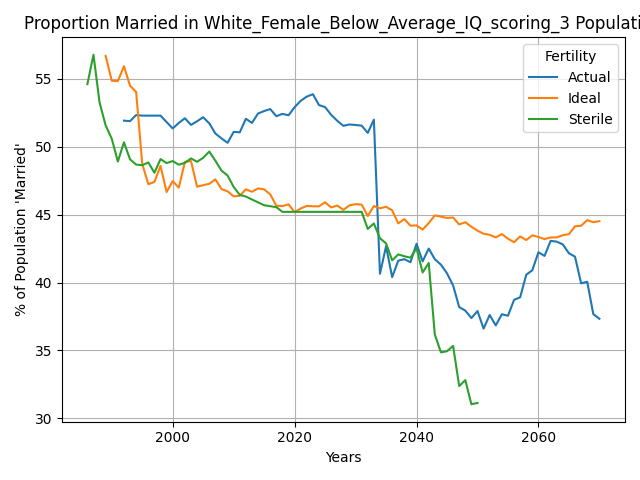 Proportion Married in White_Female_Below_Average_IQ_scoring_3 Populati
Fertility
Actual
Ideal
Sterile
% of Population 'Married'
55
50
45
40
35
30
2000
2020
2040
2060
Years